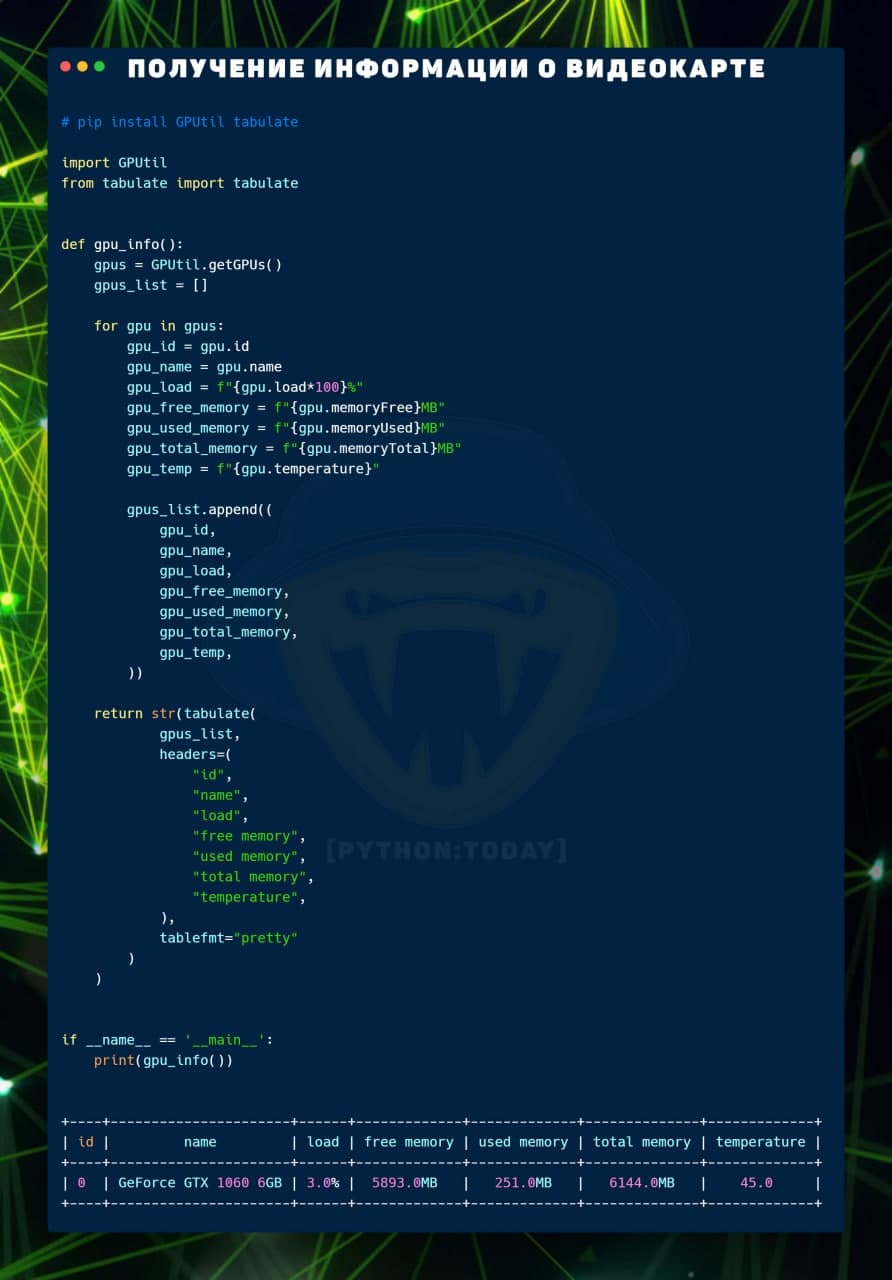 ПОЛУЧЕНИЕ ИНФОРМАЦИИ О ВИДЕОКАРТЕ
# pip install GPUtil tabulate
import GPUtil
from tabulate import tabulate
def gpu_info():
    gpus = GPUtil.getGPUs()
    gpus_list = []
    for gpu in gpus:
        gpu_id = gpu.id
        gpu_name = gpu.name
        gpu_load = f"{gpu.load*100}%"
        gpu_free_memory = f"{gpu.memoryFree}MB"
        gpu_used_memory = f"{gpu.memoryUsed}MB"
        gpu_total_memory = f"{gpu.memoryTotal}MB"
        gpu_temp = f"{gpu.temperature}"
        gpus_list.append((
            gpu_id,
            gpu_name,
            gpu_load,
            gpu_free_memory,
            gpu_used_memory,
            gpu_total_memory,
            gpu_temp,
        ))
    return str(tabulate(
            gpus_list,
            headers=(
                "id",
                "name",
                "load",
                "free memory",
                "used memory",
                "total memory",
                "temperature",
            ),
            tablefmt="pretty"
        )
    )
[PYTHON:TODAY]
if __name__ == '__main__':
    print(gpu_info())
+----+----------------------+------+-------------+-------------+--------------+-------------+
| id |         name         | load | free memory | used memory | total memory | temperature |
+----+----------------------+------+-------------+-------------+--------------+-------------+
| 0  | GeForce GTX 1060 6GB | 3.0% |  5893.0MB   |   251.0MB   |   6144.0MB   |    45.0     |
+----+----------------------+------+-------------+-------------+--------------+-------------+